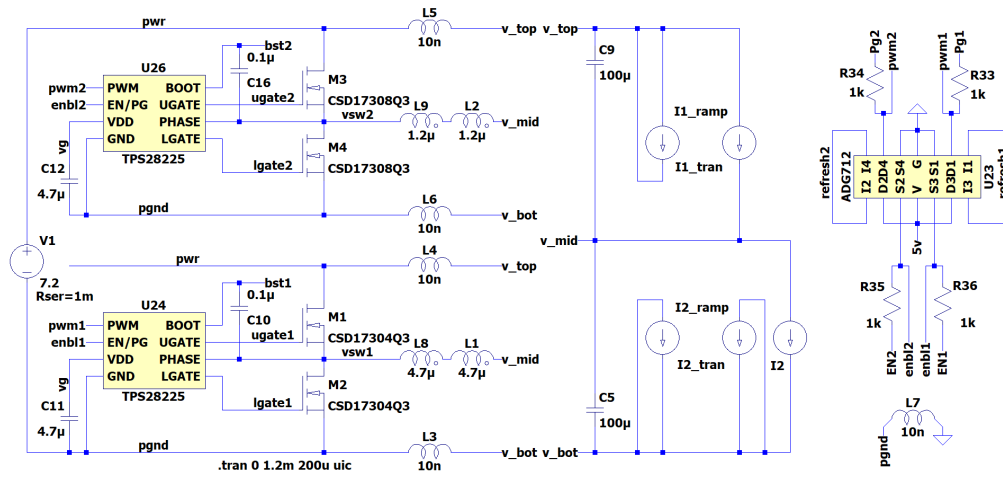 pwr
L5
10n
v_top
v_top
bst2
0.1µ
C16
U26
PWM
BOOT
EN/PG
UGATE
VDD
PHASE
GND
LGATE
TPS28225
pwm2
enbl2
vg
C12
4.7µ
ugate2
M3
CSD17308Q3
vsw2
L9
1.2µ
L2
1.2µ
v_mid
M4
CSD17308Q3
lgate2
pgnd
L6
10n
v_bot
V1
7.2
Rser=1m
pwr
L4
10n
v_top
bst1
0.1µ
C10
U24
PWM
BOOT
EN/PG
UGATE
VDD
PHASE
GND
LGATE
TPS28225
pwm1
enbl1
vg
C11
4.7µ
ugate1
M1
CSD17304Q3
vsw1
L8
4.7µ
L1
4.7µ
v_mid
M2
CSD17304Q3
lgate1
pgnd
L3
10n
v_bot
v_bot
.tran 0 1.2m 200u uic
C9
100µ
I1_ramp
I1_tran
v_mid
C5
100µ
I2_ramp
I2_tran
I2
Pg2
pwm2
R34
1k
pwm1
Pg1
R33
1k
refresh2
ADG712
I2 I4
D2D4
S2 S4
V G
S3 S1
D3D1
I3 I1
U23
refresh1
5v
R35
1k
R36
1k
EN2
enbl2
enbl1
EN1
L7
10n
pgnd